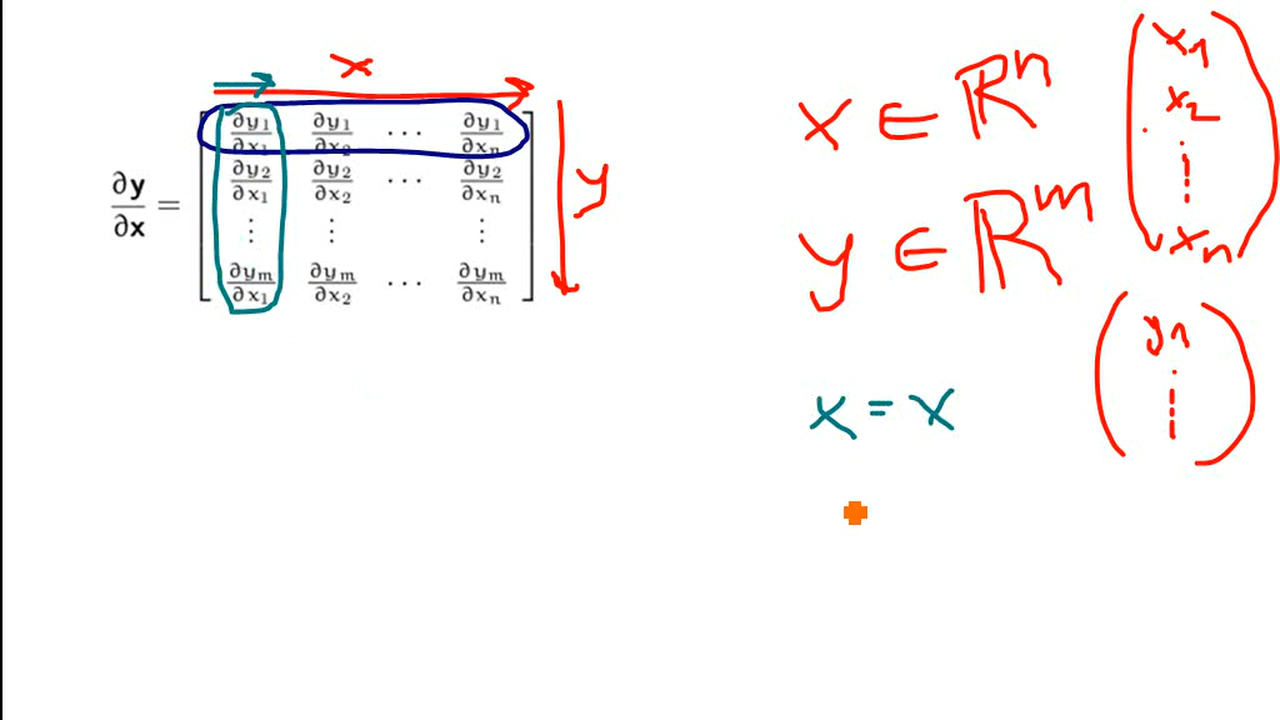 x
∂y/∂x = [ ∂y₁/∂x₁ ∂y₁/∂x₂ ⋯ ∂y₁/∂xₙ
∂y₂/∂x₁ ∂y₂/∂x₂ ⋯ ∂y₂/∂xₙ
⋮ ⋮ ⋮
∂yₘ/∂x₁ ∂yₘ/∂x₂ ⋯ ∂yₘ/∂xₙ ]
y
x ∈ ℝⁿ
( x₁
x₂
⋮
xₙ )
y ∈ ℝᵐ
( y₁
⋮ )
x = x